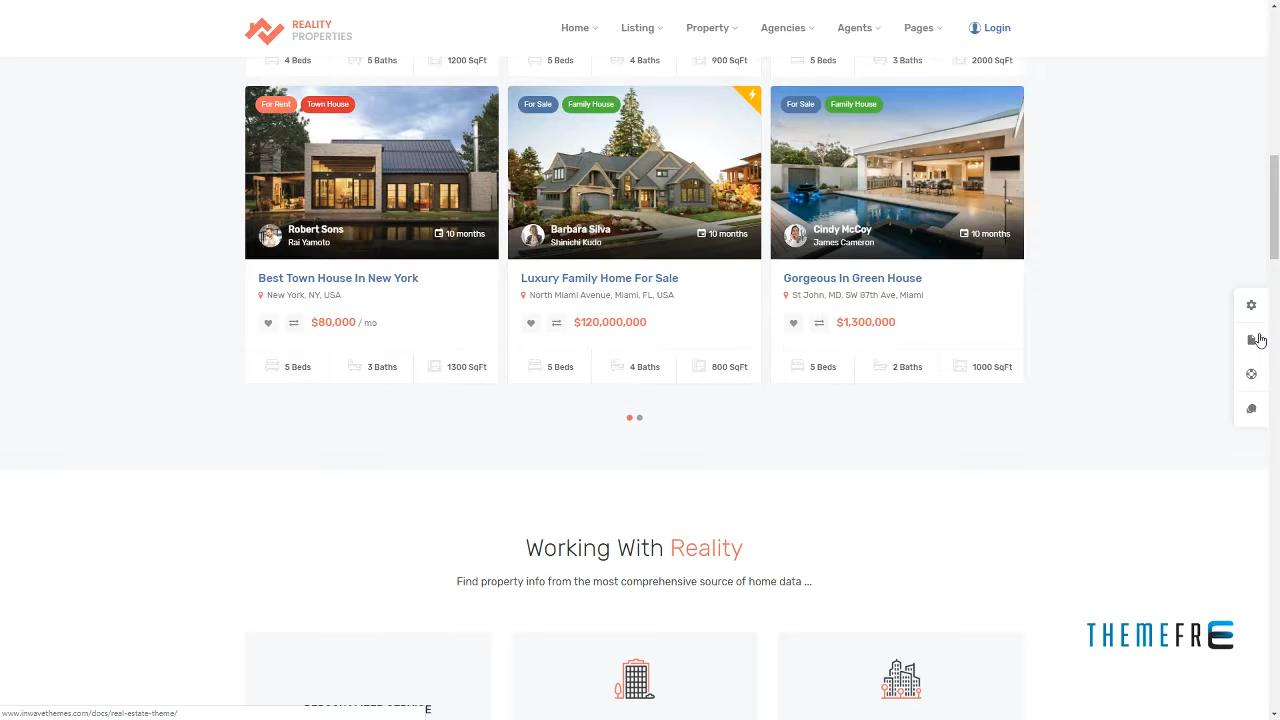 REALITY
PROPERTIES
Home
Listing
Property
Agencies
Agents
Pages
Login
4 Beds
5 Baths
1200 SqFt
5 Beds
4 Baths
900 SqFt
5 Beds
3 Baths
2000 SqFt
For Rent
Town House
Robert Sons
Rai Yamoto
10 months
For Sale
Family House
Barbara Silva
Shinichi Kudo
10 months
For Sale
Family House
Cindy McCoy
James Cameron
10 months
Best Town House In New York
New York, NY, USA
$80,000 / mo
5 Beds
3 Baths
1300 SqFt
Luxury Family Home For Sale
North Miami Avenue, Miami, FL, USA
$120,000,000
5 Beds
4 Baths
800 SqFt
Gorgeous In Green House
St John, MD, SW 87th Ave, Miami
$1,300,000
5 Beds
2 Baths
1000 SqFt
Working With Reality
Find property info from the most comprehensive source of home data ...
THEMEFRE
PERSONALIZED SERVICE
www.inwavethemes.com/docs/real-estate-theme/